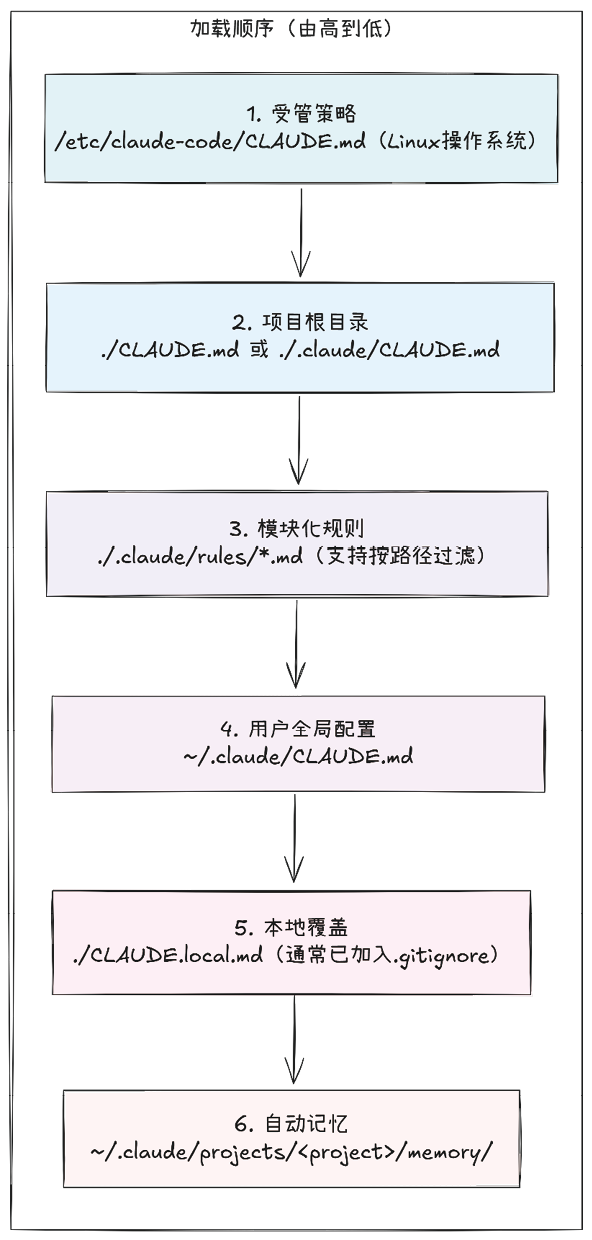 加载顺序（由高到低）
1. 受管策略
/etc/claude-code/CLAUDE.md（Linux操作系统）
2. 项目根目录
./CLAUDE.md 或 ./.claude/CLAUDE.md
3. 模块化规则
./.claude/rules/*.md（支持按路径过滤）
4. 用户全局配置
~/.claude/CLAUDE.md
5. 本地覆盖
./CLAUDE.local.md（通常已加入.gitignore）
6. 自动记忆
~/.claude/projects/<project>/memory/